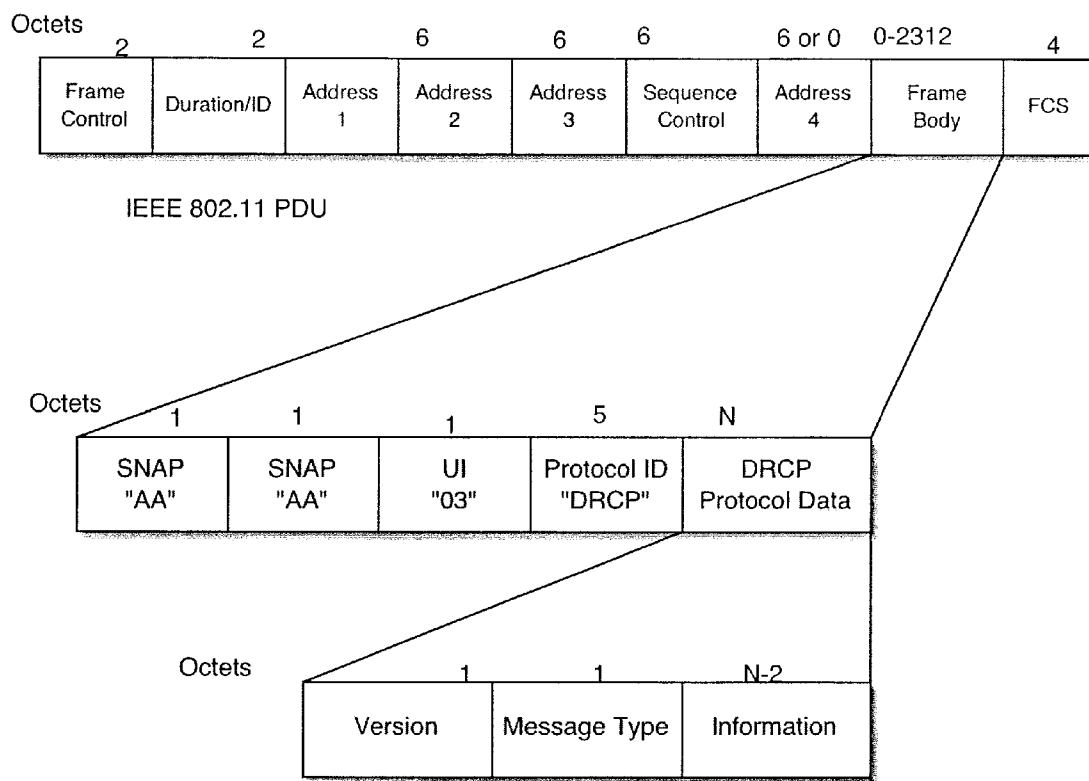 Octets
2 2 6 6 6 6 or 0 0-2312 4
Frame Control
Duration/ID
Address 1
Address 2
Address 3
Sequence Control
Address 4
Frame Body
FCS
IEEE 802.11 PDU
Octets
1 1 1 5 N
SNAP "AA"
SNAP "AA"
UI "03"
Protocol ID "DRCP"
DRCP Protocol Data
Octets
1 1 N-2
Version
Message Type
Information